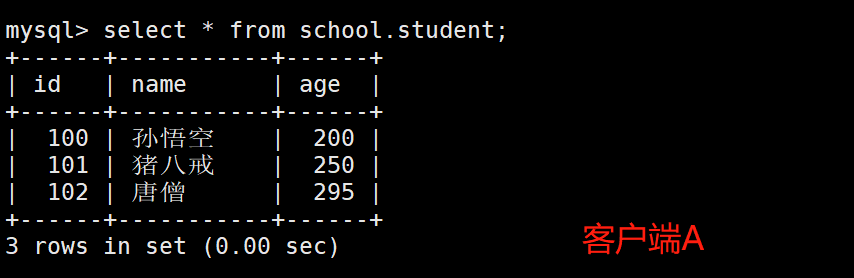 mysql> select * from school.student;
+------+-----------+------+
| id   | name      | age  |
+------+-----------+------+
|  100 | 孙悟空    |  200 |
|  101 | 猪八戒    |  250 |
|  102 | 唐僧      |  295 |
+------+-----------+------+
3 rows in set (0.00 sec)
客户端A